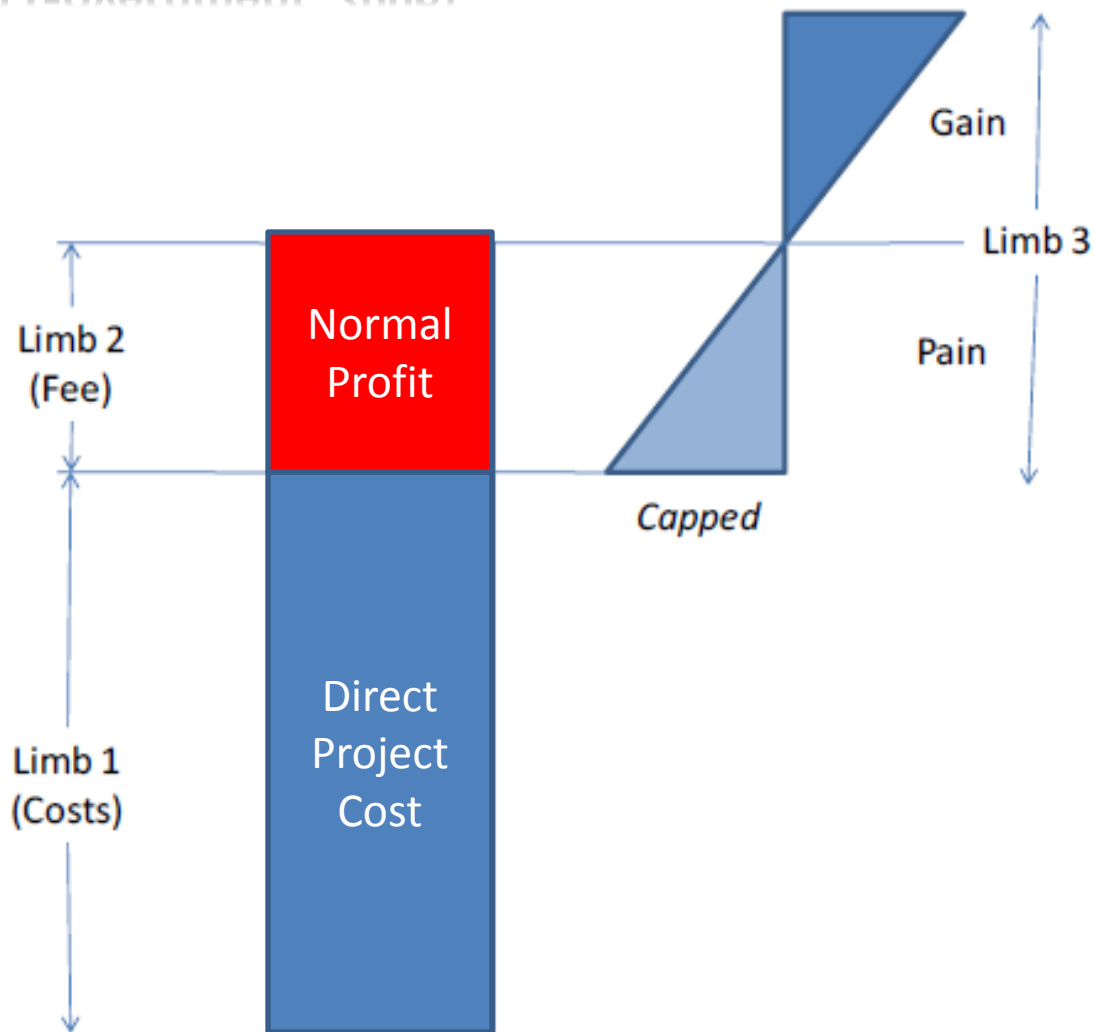 Gain
Limb 3
Pain
Limb 2
(Fee)
Normal
Profit
Capped
Limb 1
(Costs)
Direct
Project
Cost